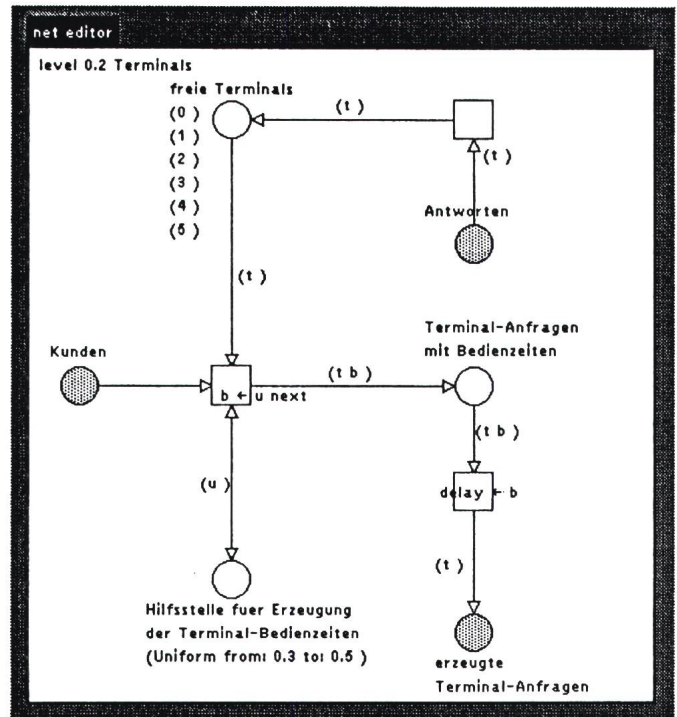 net editor
level 0.2 Terminals
freie Terminals
(0 )
(1 )
(2 )
(3 )
(4 )
(5 )
(t )
(t )
Antworten
(t )
Terminal-Anfragen
mit Bedienzeiten
Kunden
(t b )
b ← u next
(t b )
(u )
delay ← b
(t )
Hilfsstelle fuer Erzeugung
der Terminal-Bedienzeiten
(Uniform from: 0.3 to: 0.5 )
erzeugte
Terminal-Anfragen